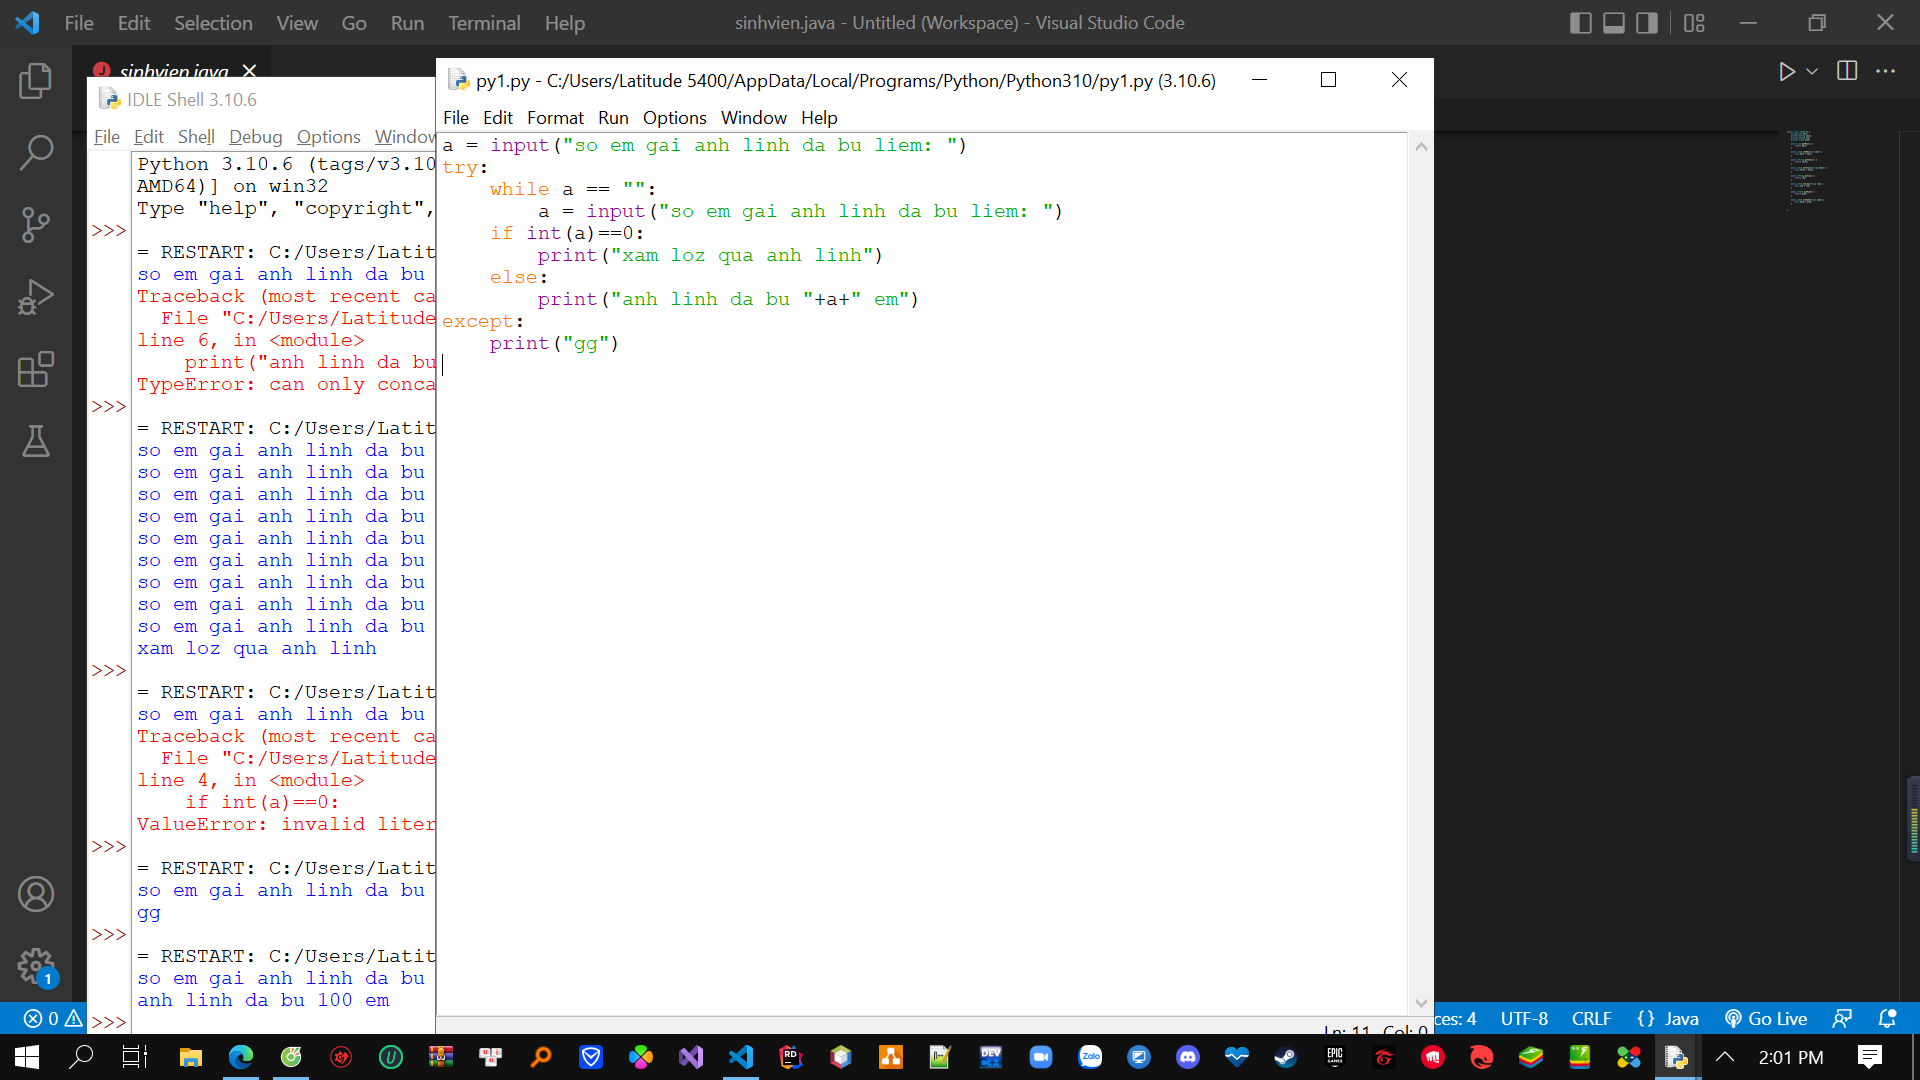 File Edit Selection View Go Run Terminal Help
sinhvien.java - Untitled (Workspace) - Visual Studio Code
sinhvien.java
IDLE Shell 3.10.6
File Edit Shell Debug Options Window
Python 3.10.6 (tags/v3.10
AMD64)] on win32
Type "help", "copyright",
>>>
= RESTART: C:/Users/Latit
so em gai anh linh da bu
Traceback (most recent ca
File "C:/Users/Latitude
line 6, in <module>
print("anh linh da bu
TypeError: can only conca
>>>
= RESTART: C:/Users/Latit
so em gai anh linh da bu
so em gai anh linh da bu
so em gai anh linh da bu
so em gai anh linh da bu
so em gai anh linh da bu
so em gai anh linh da bu
so em gai anh linh da bu
so em gai anh linh da bu
so em gai anh linh da bu
xam loz qua anh linh
>>>
= RESTART: C:/Users/Latit
so em gai anh linh da bu
Traceback (most recent ca
File "C:/Users/Latitude
line 4, in <module>
if int(a)==0:
ValueError: invalid liter
>>>
= RESTART: C:/Users/Latit
so em gai anh linh da bu
gg
>>>
= RESTART: C:/Users/Latit
so em gai anh linh da bu
anh linh da bu 100 em
>>>
py1.py - C:/Users/Latitude 5400/AppData/Local/Programs/Python/Python310/py1.py (3.10.6)
File Edit Format Run Options Window Help
a = input("so em gai anh linh da bu liem: ")
try:
    while a == "":
        a = input("so em gai anh linh da bu liem: ")
    if int(a)==0:
        print("xam loz qua anh linh")
    else:
        print("anh linh da bu "+a+" em")
except:
    print("gg")
Ln: 11 Col: 0
1
0
ces: 4 UTF-8 CRLF {} Java Go Live
2:01 PM